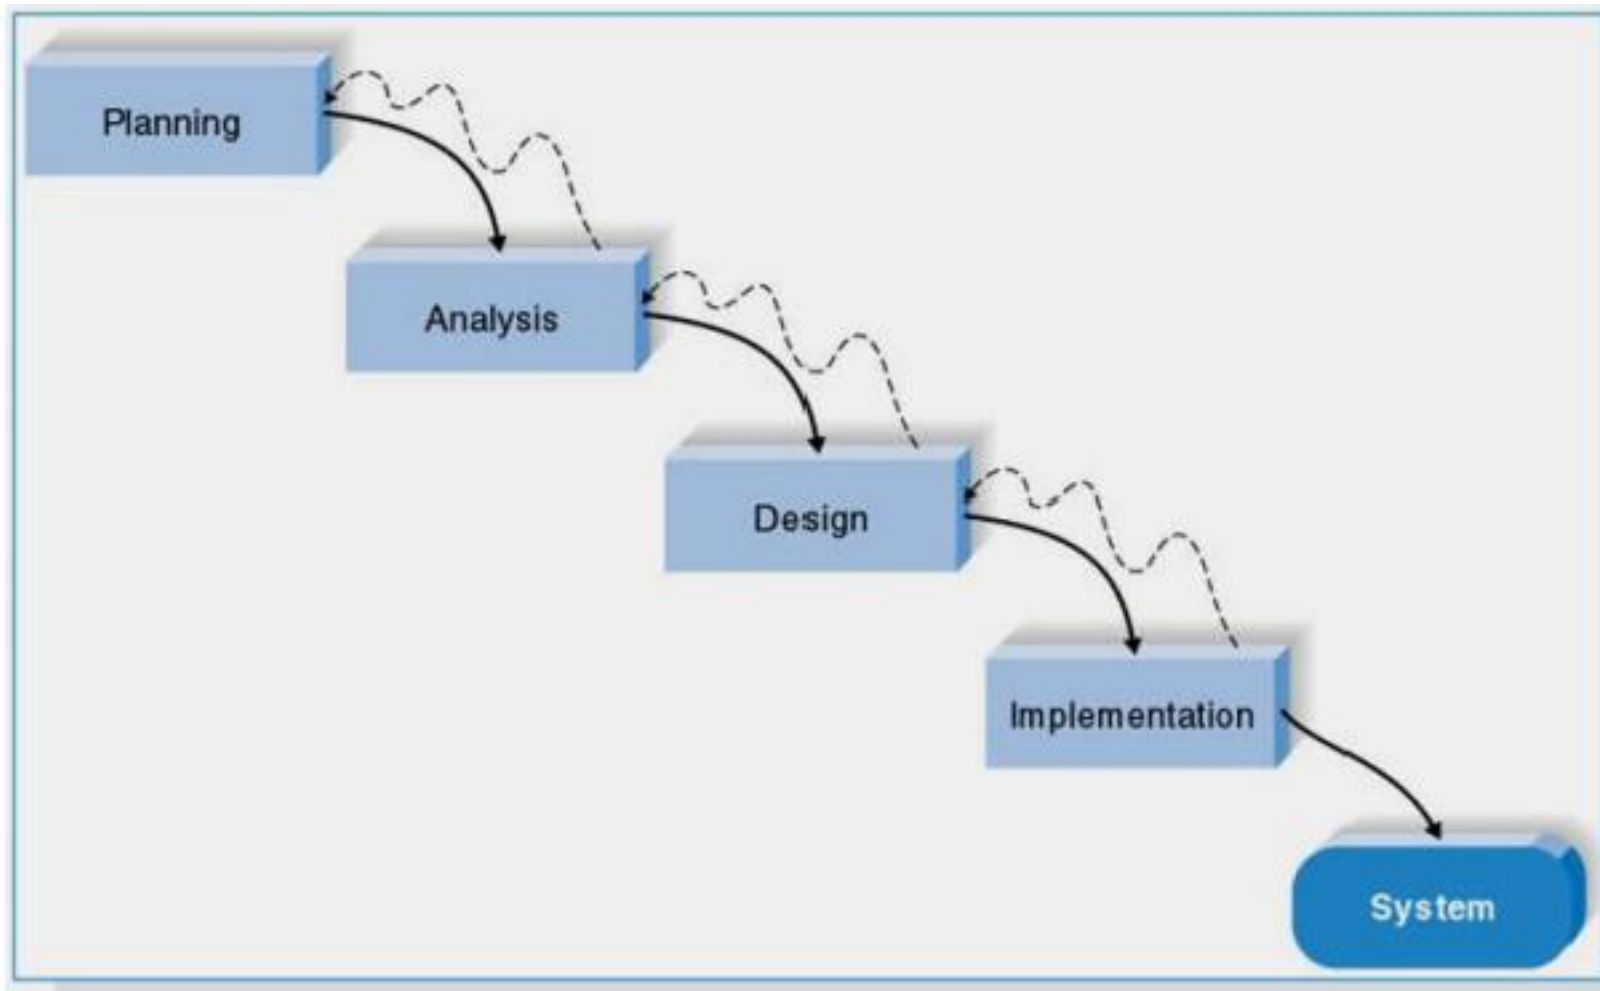 Planning
Analysis
Design
Implementation
System